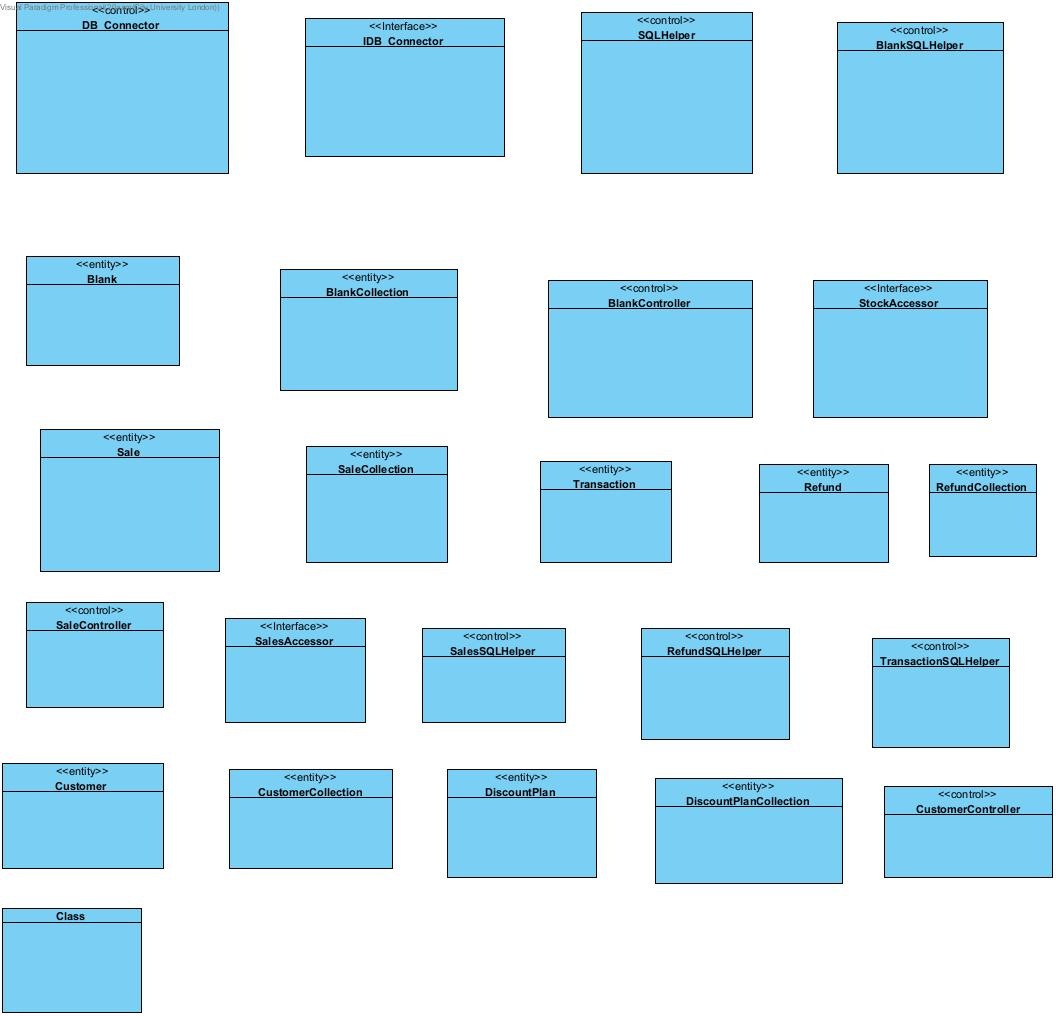 Visual Paradigm Professional University London))
<<control>>
DB_Connector
<<Interface>>
IDB_Connector
<<control>>
SQLHelper
<<control>>
BlankSQLHelper
<<entity>>
Blank
<<entity>>
BlankCollection
<<control>>
BlankController
<<Interface>>
StockAccessor
<<entity>>
Sale
<<entity>>
SaleCollection
<<entity>>
Transaction
<<entity>>
Refund
<<entity>>
RefundCollection
<<control>>
SaleController
<<Interface>>
SalesAccessor
<<control>>
SalesSQLHelper
<<control>>
RefundSQLHelper
<<control>>
TransactionSQLHelper
<<entity>>
Customer
<<entity>>
CustomerCollection
<<entity>>
DiscountPlan
<<entity>>
DiscountPlanCollection
<<control>>
CustomerController
Class